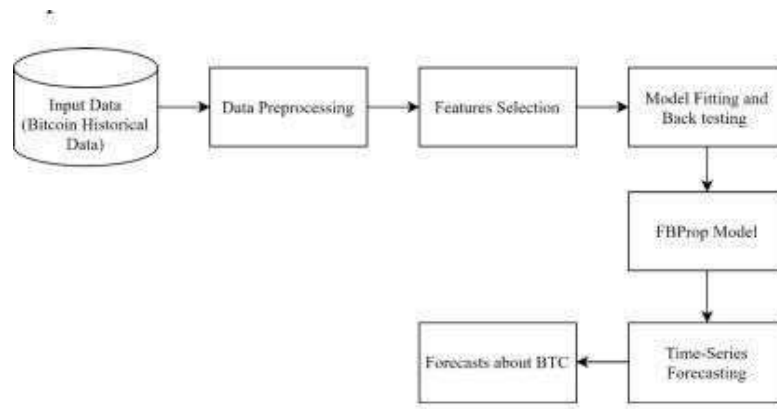 Input Data
(Bitcoin Historical
Data)
Data Preprocessing
Features Selection
Model Fitting and
Back testing
FBProp Model
Time-Series
Forecasting
Forecasts about BTC